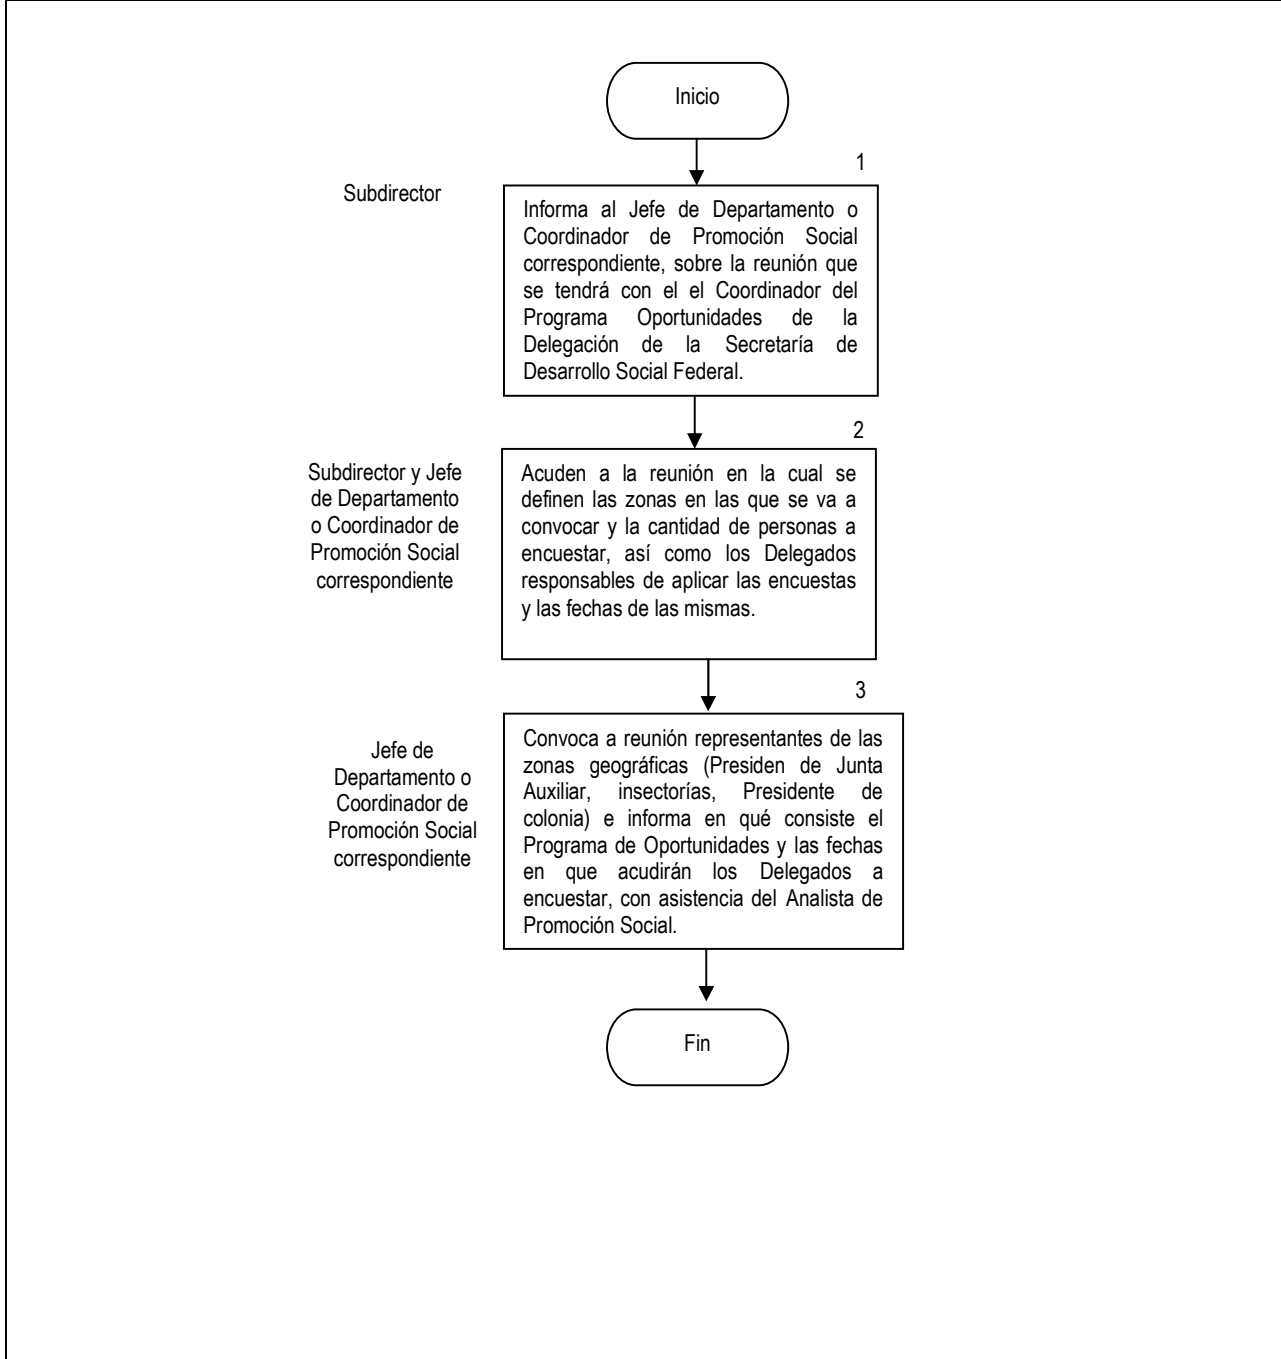 Inicio
1
Subdirector
Informa al Jefe de Departamento o
Coordinador de Promoción Social
correspondiente, sobre la reunión que
se tendrá con el el Coordinador del
Programa Oportunidades de la
Delegación de la Secretaría de
Desarrollo Social Federal.
2
Subdirector y Jefe
de Departamento
o Coordinador de
Promoción Social
correspondiente
Acuden a la reunión en la cual se
definen las zonas en las que se va a
convocar y la cantidad de personas a
encuestar, así como los Delegados
responsables de aplicar las encuestas
y las fechas de las mismas.
3
Jefe de
Departamento o
Coordinador de
Promoción Social
correspondiente
Convoca a reunión representantes de las
zonas geográficas (Presiden de Junta
Auxiliar, insectorías, Presidente de
colonia) e informa en qué consiste el
Programa de Oportunidades y las fechas
en que acudirán los Delegados a
encuestar, con asistencia del Analista de
Promoción Social.
Fin